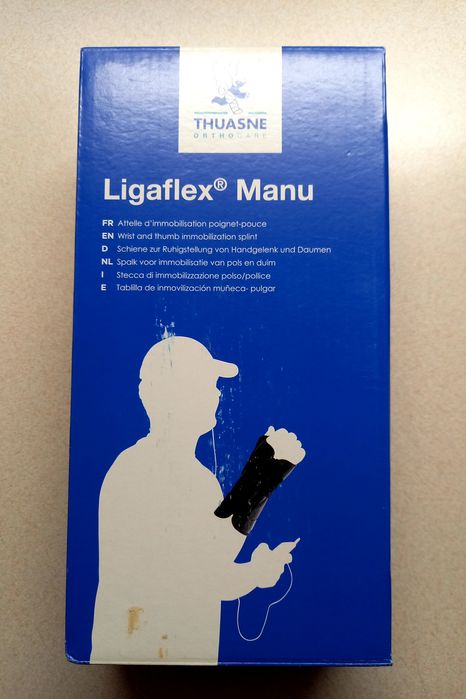 THUASNE
ORTHOCARE
Ligaflex® Manu
FR Attelle d'immobilisation poignet-pouce
EN Wrist and thumb immobilization splint
D Schiene zur Ruhigstellung von Handgelenk und Daumen
NL Spalk voor immobilisatie van pols en duim
I Stecca di immobilizzazione polso/pollice
E Tablilla de inmovilización muñeca- pulgar